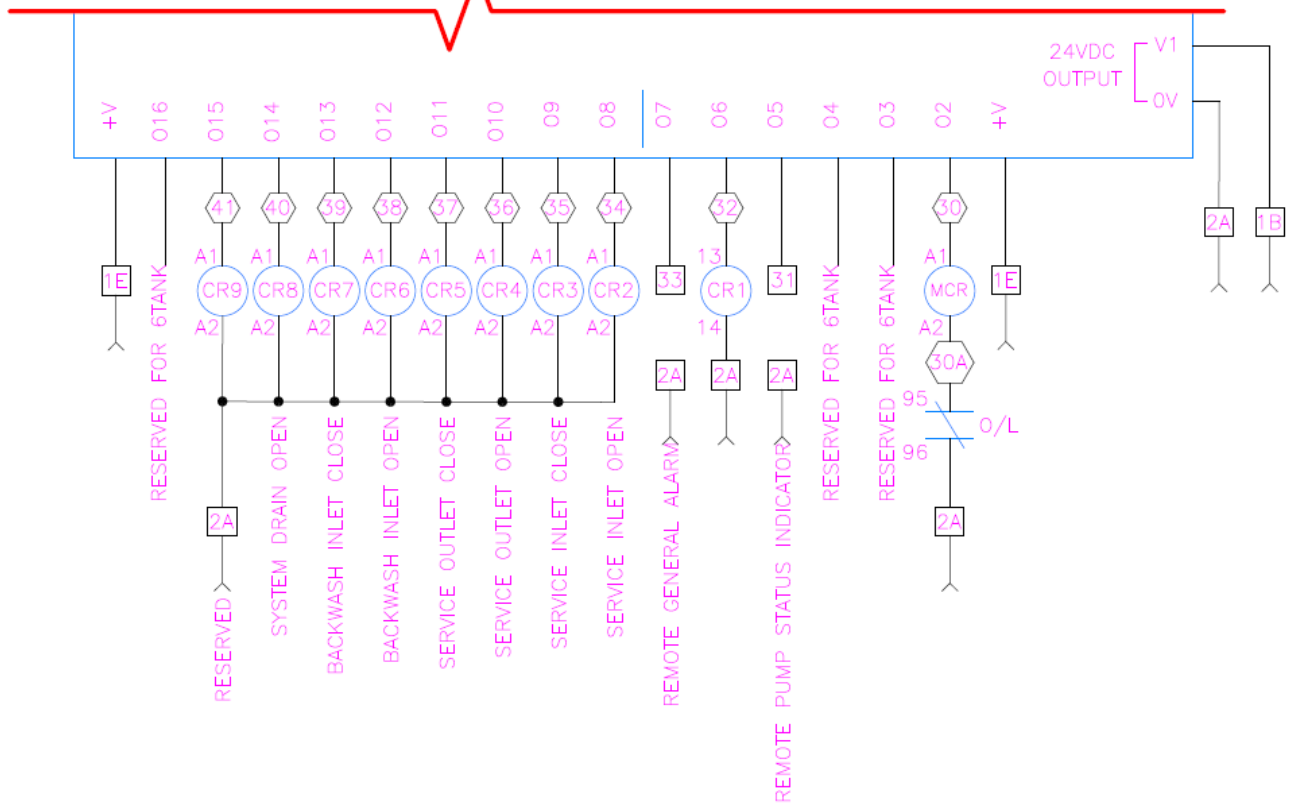 24VDC
OUTPUT
V1
0V
+V
O16
O15
O14
O13
O12
O11
O10
O9
O8
O7
O6
O5
O4
O3
O2
+V
41
40
39
38
37
36
35
34
32
30
2A
1B
A1
A1
A1
A1
A1
A1
A1
A1
13
A1
1E
CR9
CR8
CR7
CR6
CR5
CR4
CR3
CR2
33
CR1
31
MCR
1E
A2
A2
A2
A2
A2
A2
A2
A2
14
A2
30A
2A
2A
2A
95
O/L
96
2A
2A
RESERVED FOR 6TANK
RESERVED
SYSTEM DRAIN OPEN
BACKWASH INLET CLOSE
BACKWASH INLET OPEN
SERVICE OUTLET CLOSE
SERVICE OUTLET OPEN
SERVICE INLET CLOSE
SERVICE INLET OPEN
REMOTE GENERAL ALARM
REMOTE PUMP STATUS INDICATOR
RESERVED FOR 6TANK
RESERVED FOR 6TANK